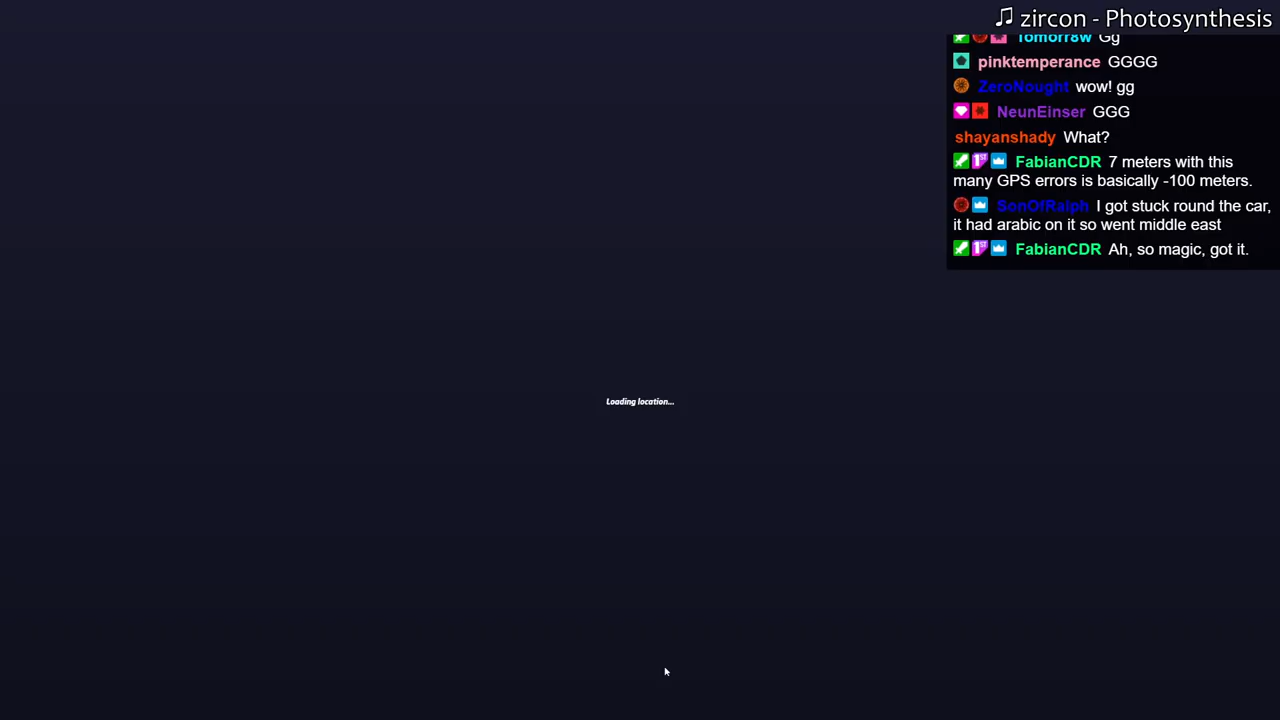 ♫ zircon - Photosynthesis
Tomorr8w Gg
pinktemperance GGGG
ZeroNought wow! gg
NeunEinser GGG
shayanshady What?
FabianCDR 7 meters with this
many GPS errors is basically -100 meters.
SonOfRalph I got stuck round the car,
it had arabic on it so went middle east
FabianCDR Ah, so magic, got it.
Loading location...